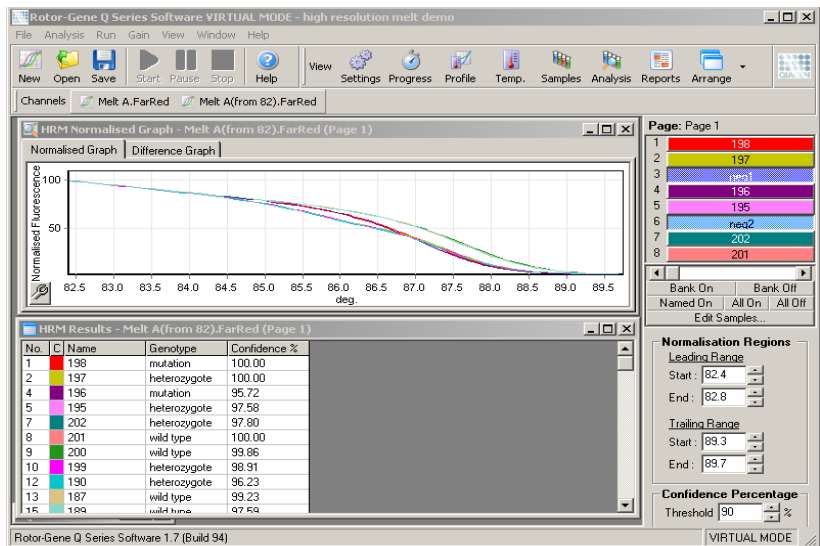 Rotor-Gene Q Series Software VIRTUAL MODE - high resolution melt demo
File Analysis Run Gain View Window Help
New Open Save Start Pause Stop Help View Settings Progress Profile Temp. Samples Analysis Reports Arrange
Channels Melt A.FarRed Melt A(from 82).FarRed
HRM Normalised Graph - Melt A(from 82).FarRed (Page 1)
Normalised Graph Difference Graph
Normalised Fluorescence
100
50
82.5 83.0 83.5 84.0 84.5 85.0 85.5 86.0 86.5 87.0 87.5 88.0 88.5 89.0 89.5
deg.
HRM Results - Melt A(from 82).FarRed (Page 1)
No. C Name Genotype Confidence %
1 198 mutation 100.00
2 197 heterozygote 100.00
4 196 mutation 95.72
5 195 heterozygote 97.58
7 202 heterozygote 97.80
8 201 wild type 100.00
9 200 wild type 99.86
10 199 heterozygote 98.91
12 190 heterozygote 96.23
13 187 wild type 99.23
15 189 wild type 97.59
Page: Page 1
1 198
2 197
3 neg1
4 196
5 195
6 neg2
7 202
8 201
Bank On Bank Off
Named On All On All Off
Edit Samples...
Normalisation Regions
Leading Range
Start : 82.4
End : 82.8
Trailing Range
Start : 89.3
End : 89.7
Confidence Percentage
Threshold 90 %
Rotor-Gene Q Series Software 1.7 (Build 94)
VIRTUAL MODE